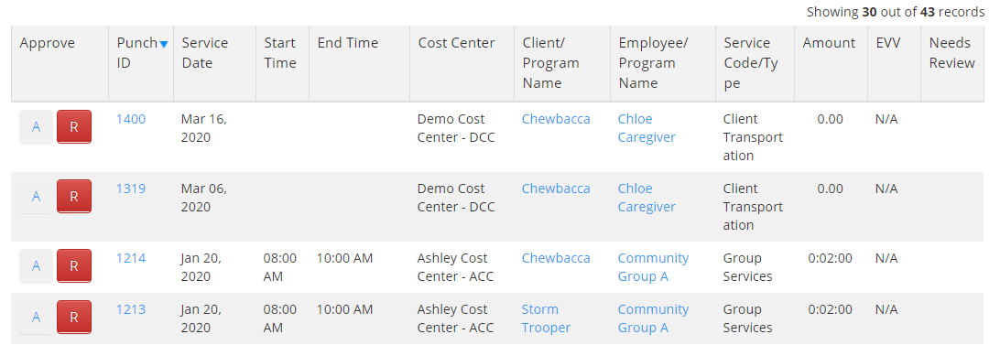 Showing 30 out of 43 records
Approve Punch ID Service Date Start Time End Time Cost Center Client/ Program Name Employee/ Program Name Service Code/Ty pe Amount EVV Needs Review
A R 1400 Mar 16, 2020 Demo Cost Center - DCC Chewbacca Chloe Caregiver Client Transport ation 0.00 N/A
A R 1319 Mar 06, 2020 Demo Cost Center - DCC Chewbacca Chloe Caregiver Client Transport ation 0.00 N/A
A R 1214 Jan 20, 2020 08:00 AM 10:00 AM Ashley Cost Center - ACC Chewbacca Community Group A Group Services 0:02:00 N/A
A R 1213 Jan 20, 2020 08:00 AM 10:00 AM Ashley Cost Center - ACC Storm Trooper Community Group A Group Services 0:02:00 N/A